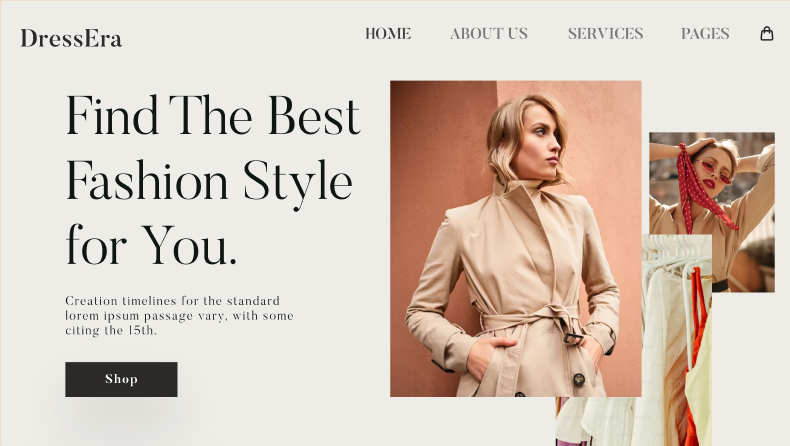 DressEra
HOME ABOUT US SERVICES PAGES
Find The Best
Fashion Style
for You.
Creation timelines for the standard
lorem ipsum passage vary, with some
citing the 15th.
Shop